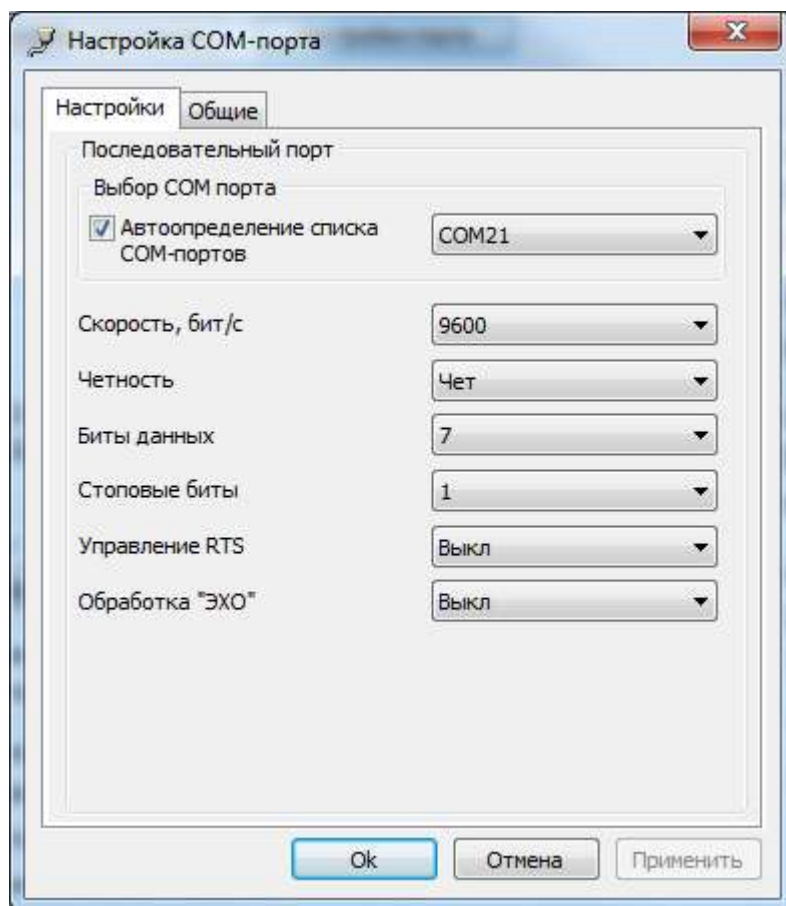 Настройка COM-порта
Настройки
Общие
Последовательный порт
Выбор COM порта
Автоопределение списка
COM-портов
COM21
Скорость, бит/с
9600
Четность
Чет
Биты данных
7
Стоповые биты
1
Управление RTS
Выкл
Обработка "ЭХО"
Выкл
Ok
Отмена
Применить